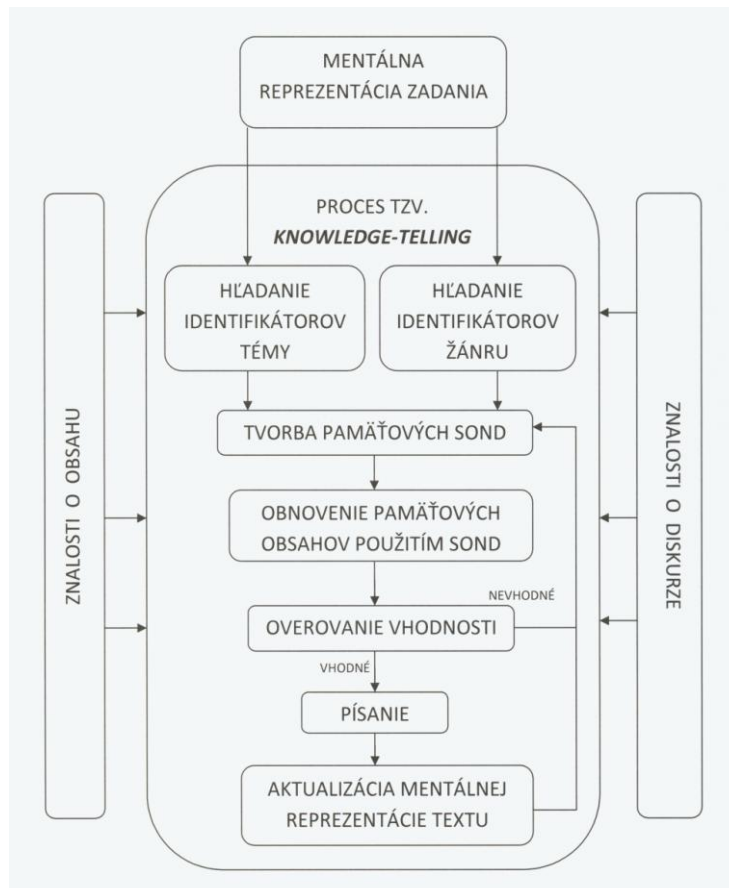 MENTÁLNA
REPREZENTÁCIA ZADANIA
PROCES TZV.
KNOWLEDGE-TELLING
HĽADANIE
IDENTIFIKÁTOROV
TÉMY
HĽADANIE
IDENTIFIKÁTOROV
ŽÁNRU
TVORBA PAMÄŤOVÝCH SOND
OBNOVENIE PAMÄŤOVÝCH
OBSAHOV POUŽITÍM SOND
NEVHODNÉ
OVEROVANIE VHODNOSTI
VHODNÉ
PÍSANIE
AKTUALIZÁCIA MENTÁLNEJ
REPREZENTÁCIE TEXTU
ZNALOSTI O OBSAHU
ZNALOSTI O DISKURZE